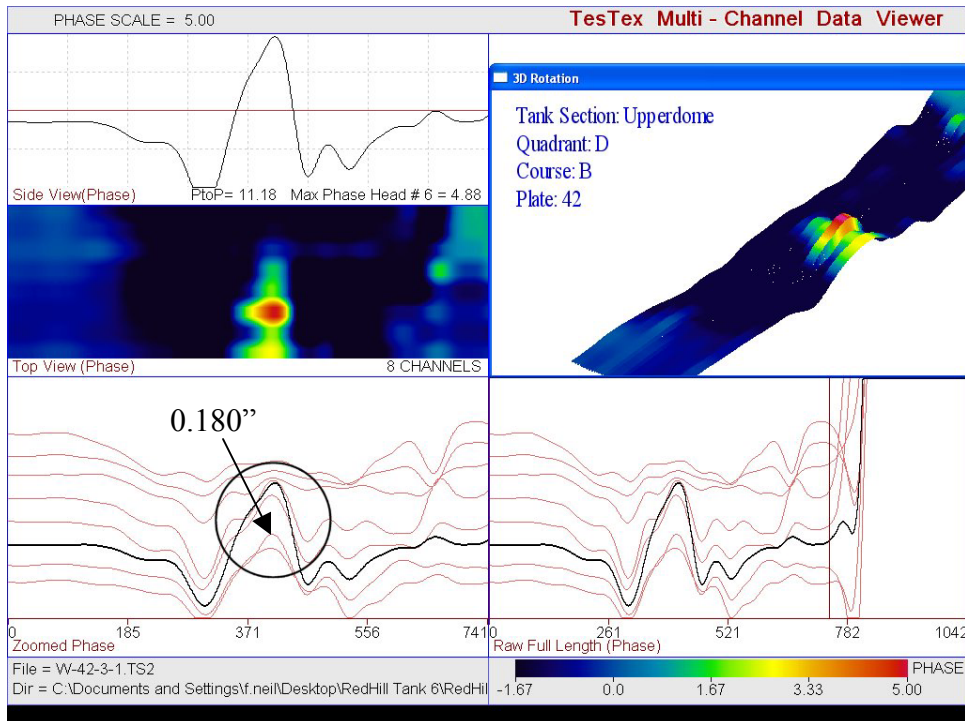 PHASE SCALE = 5.00
TesTex Multi - Channel Data Viewer
Side View(Phase) PtoP= 11.18 Max Phase Head # 6 = 4.88
3D Rotation
Tank Section: Upperdome
Quadrant: D
Course: B
Plate: 42
Top View (Phase) 8 CHANNELS
0.180”
0 185 371 556 741
Zoomed Phase
0 261 521 782 1042
Raw Full Length (Phase)
File = W-42-3-1.TS2
Dir = C:\Documents and Settings\f.neil\Desktop\RedHill Tank 6\RedHil
PHASE
-1.67 0.0 1.67 3.33 5.00